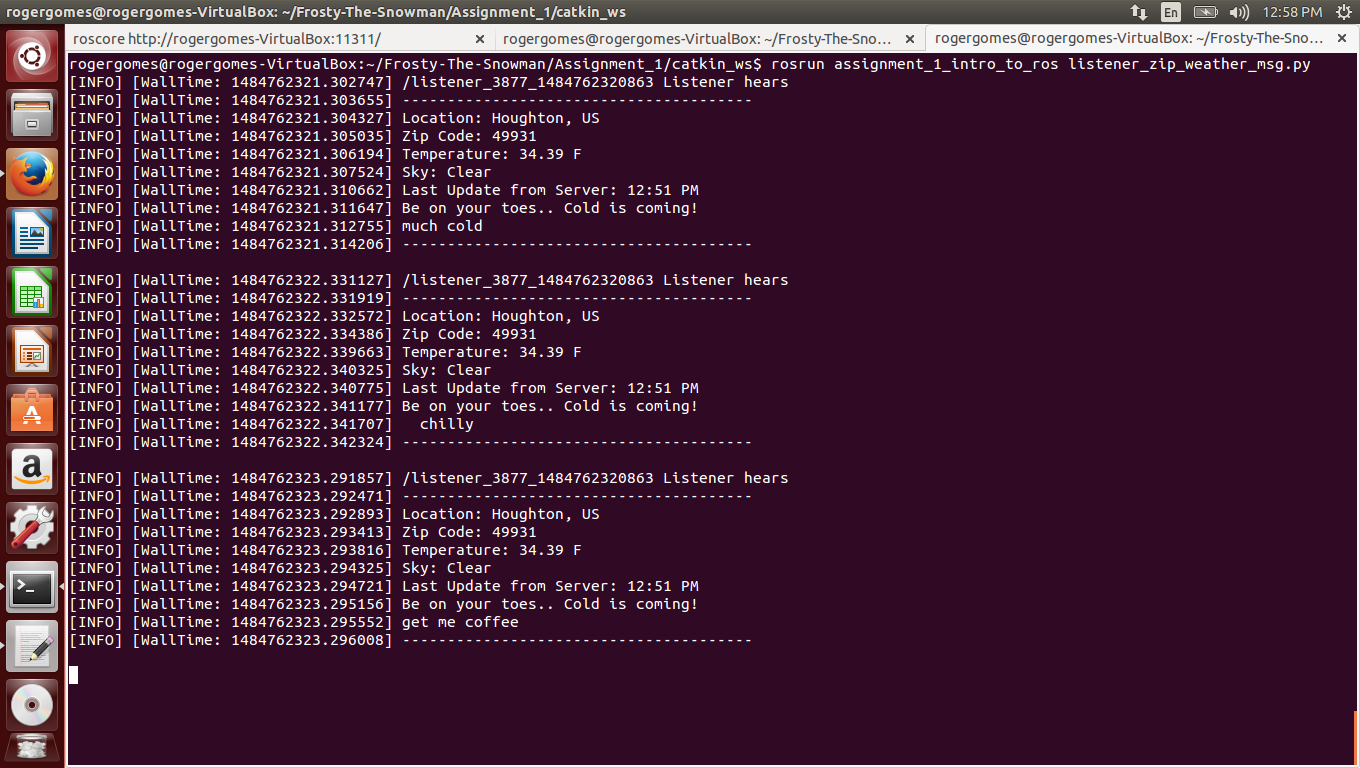 rogergomes@rogergomes-VirtualBox: ~/Frosty-The-Snowman/Assignment_1/catkin_ws
En
12:58 PM
roscore http://rogergomes-VirtualBox:11311/
rogergomes@rogergomes-VirtualBox: ~/Frosty-The-Sno...
rogergomes@rogergomes-VirtualBox: ~/Frosty-The-Sno...
rogergomes@rogergomes-VirtualBox:~/Frosty-The-Snowman/Assignment_1/catkin_ws$ rosrun assignment_1_intro_to_ros listener_zip_weather_msg.py
[INFO] [WallTime: 1484762321.302747] /listener_3877_1484762320863 Listener hears
[INFO] [WallTime: 1484762321.303655] ---------------------------------------
[INFO] [WallTime: 1484762321.304327] Location: Houghton, US
[INFO] [WallTime: 1484762321.305035] Zip Code: 49931
[INFO] [WallTime: 1484762321.306194] Temperature: 34.39 F
[INFO] [WallTime: 1484762321.307524] Sky: Clear
[INFO] [WallTime: 1484762321.310662] Last Update from Server: 12:51 PM
[INFO] [WallTime: 1484762321.311647] Be on your toes.. Cold is coming!
[INFO] [WallTime: 1484762321.312755] much cold
[INFO] [WallTime: 1484762321.314206] ---------------------------------------
[INFO] [WallTime: 1484762322.331127] /listener_3877_1484762320863 Listener hears
[INFO] [WallTime: 1484762322.331919] ---------------------------------------
[INFO] [WallTime: 1484762322.332572] Location: Houghton, US
[INFO] [WallTime: 1484762322.334386] Zip Code: 49931
[INFO] [WallTime: 1484762322.339663] Temperature: 34.39 F
[INFO] [WallTime: 1484762322.340325] Sky: Clear
[INFO] [WallTime: 1484762322.340775] Last Update from Server: 12:51 PM
[INFO] [WallTime: 1484762322.341177] Be on your toes.. Cold is coming!
[INFO] [WallTime: 1484762322.341707]   chilly
[INFO] [WallTime: 1484762322.342324] ---------------------------------------
[INFO] [WallTime: 1484762323.291857] /listener_3877_1484762320863 Listener hears
[INFO] [WallTime: 1484762323.292471] ---------------------------------------
[INFO] [WallTime: 1484762323.292893] Location: Houghton, US
[INFO] [WallTime: 1484762323.293413] Zip Code: 49931
[INFO] [WallTime: 1484762323.293816] Temperature: 34.39 F
[INFO] [WallTime: 1484762323.294325] Sky: Clear
[INFO] [WallTime: 1484762323.294721] Last Update from Server: 12:51 PM
[INFO] [WallTime: 1484762323.295156] Be on your toes.. Cold is coming!
[INFO] [WallTime: 1484762323.295552] get me coffee
[INFO] [WallTime: 1484762323.296008] ---------------------------------------